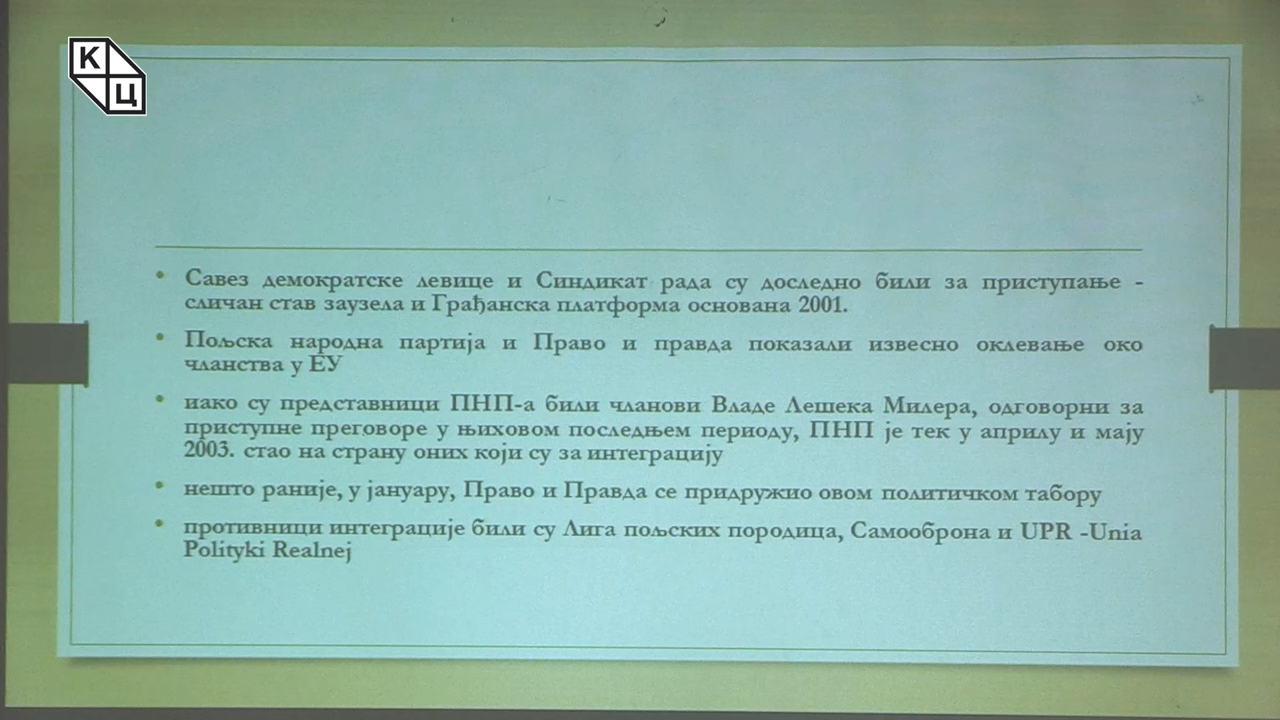 К
Ц
• Савез демократске левице и Синдикат рада су доследно били за приступање -
сличан став заузела и Грађанска платформа основана 2001.
• Пољска народна партија и Право и правда показали извесно оклевање око
чланства у ЕУ
• иако су представници ПНП-а били чланови Владе Лешека Милера, одговорни за
приступне преговоре у њиховом последњем периоду, ПНП је тек у априлу и мају
2003. стао на страну оних који су за интеграцију
• нешто раније, у јануару, Право и Правда се придружио овом политичком табору
• противници интеграције били су Лига пољских породица, Самооброна и UPR -Unia
Polityki Realnej